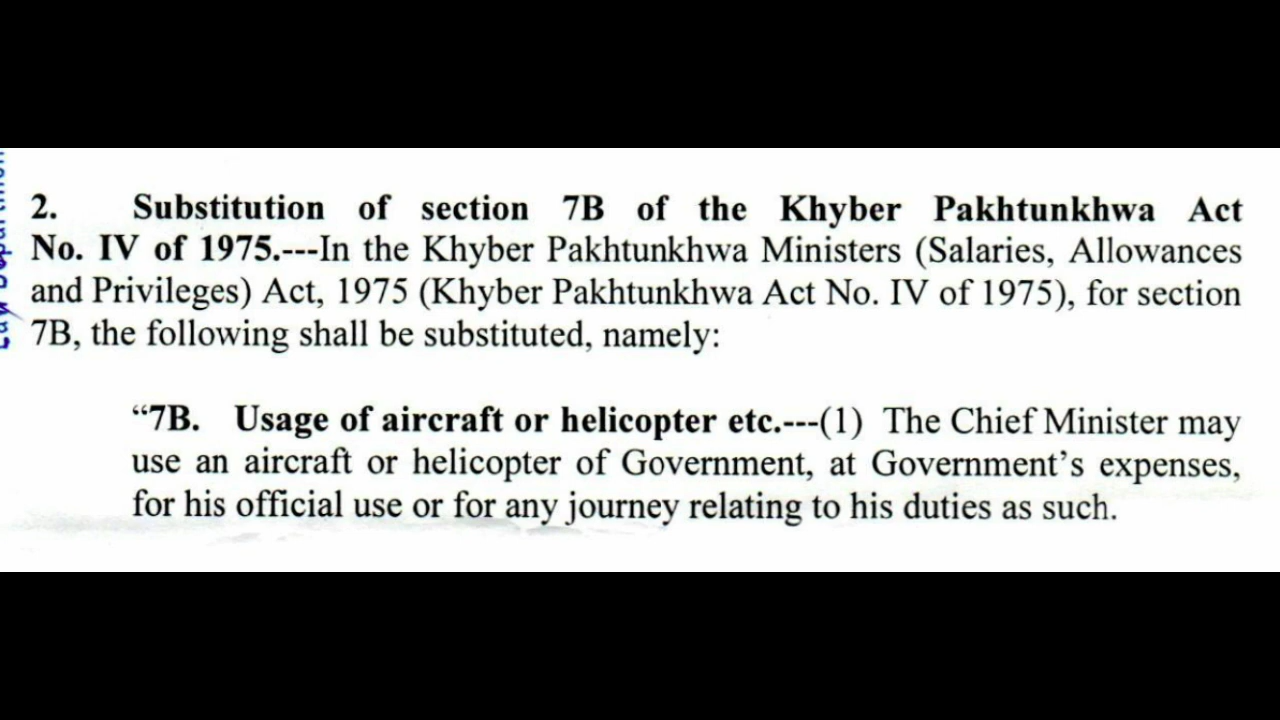 2. Substitution of section 7B of the Khyber Pakhtunkhwa Act
No. IV of 1975.---In the Khyber Pakhtunkhwa Ministers (Salaries, Allowances
and Privileges) Act, 1975 (Khyber Pakhtunkhwa Act No. IV of 1975), for section
7B, the following shall be substituted, namely:
“7B. Usage of aircraft or helicopter etc.---(1) The Chief Minister may
use an aircraft or helicopter of Government, at Government’s expenses,
for his official use or for any journey relating to his duties as such.